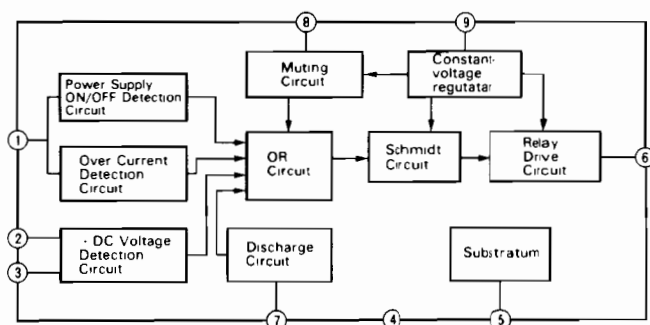 8
9
Power Supply
ON/OFF Detection
Circuit
Muting
Circuit
Constant-
voltage
regutatar
1
Over Current
Detection
Circuit
OR
Circuit
Schmidt
Circuit
Relay
Drive
Circuit
6
2
3
· DC Voltage
Detection
Circuit
Discharge
Circuit
Substratum
7
4
5